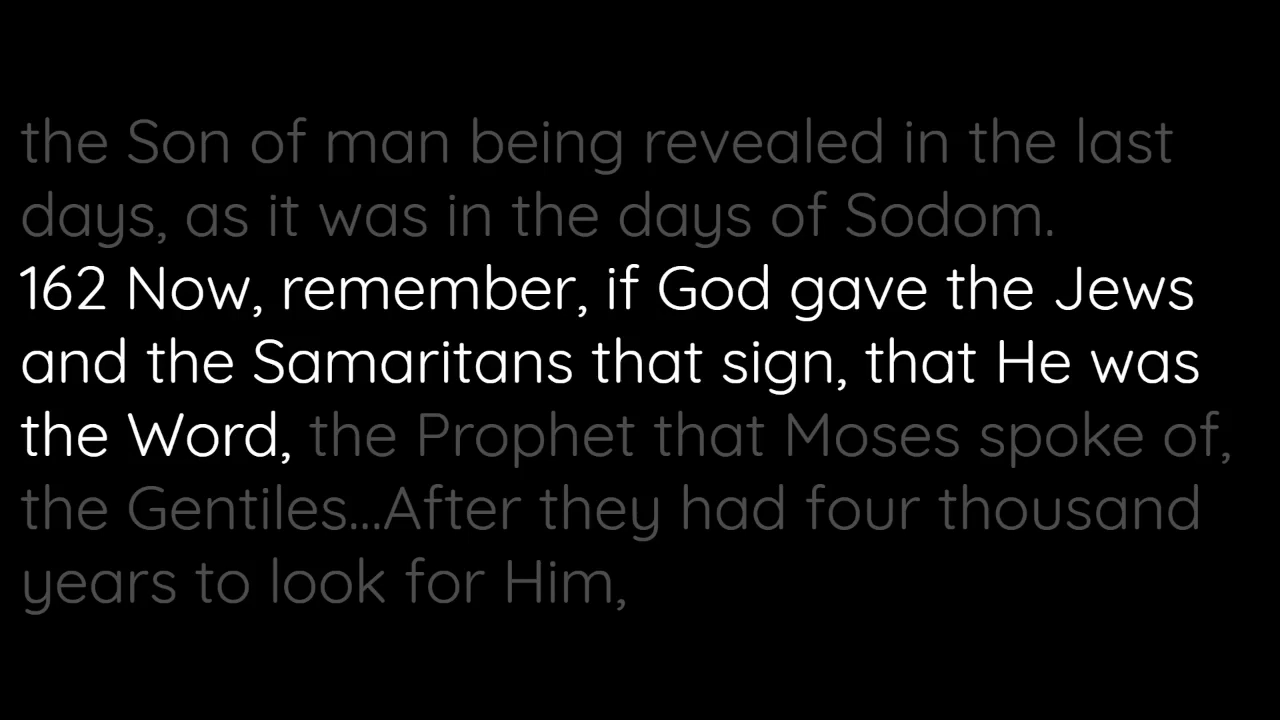 the Son of man being revealed in the last
days, as it was in the days of Sodom.
162 Now, remember, if God gave the Jews
and the Samaritans that sign, that He was
the Word, the Prophet that Moses spoke of,
the Gentiles...After they had four thousand
years to look for Him,